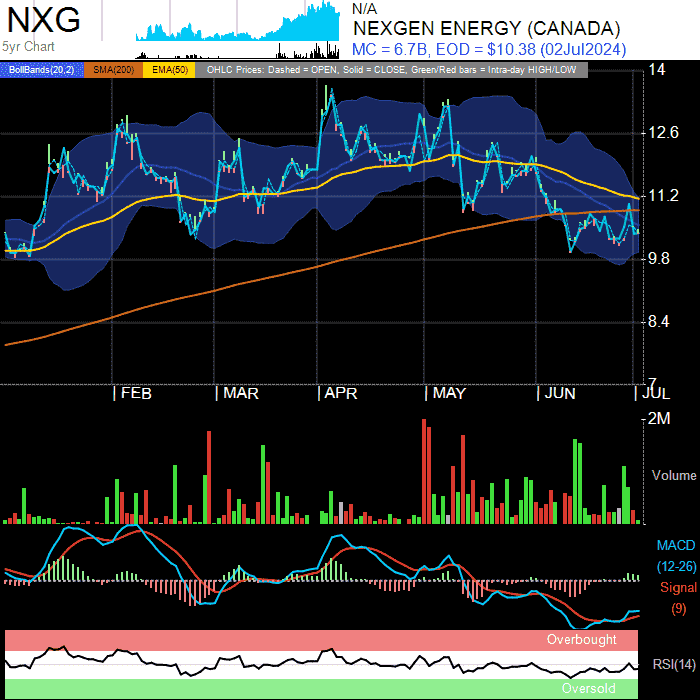 NXG
5yr Chart
N/A
NEXGEN ENERGY (CANADA)
MC = 6.7B, EOD = $10.38 (02Jul2024)
BollBands(20,2) SMA(200) EMA(50) OHLC Prices: Dashed = OPEN, Solid = CLOSE, Green/Red bars = Intra-day HIGH/LOW
14
12.6
11.2
9.8
8.4
7
FEB MAR APR MAY JUN JUL
2M
Volume
MACD
(12-26)
Signal
(9)
Overbought
RSI(14)
Oversold